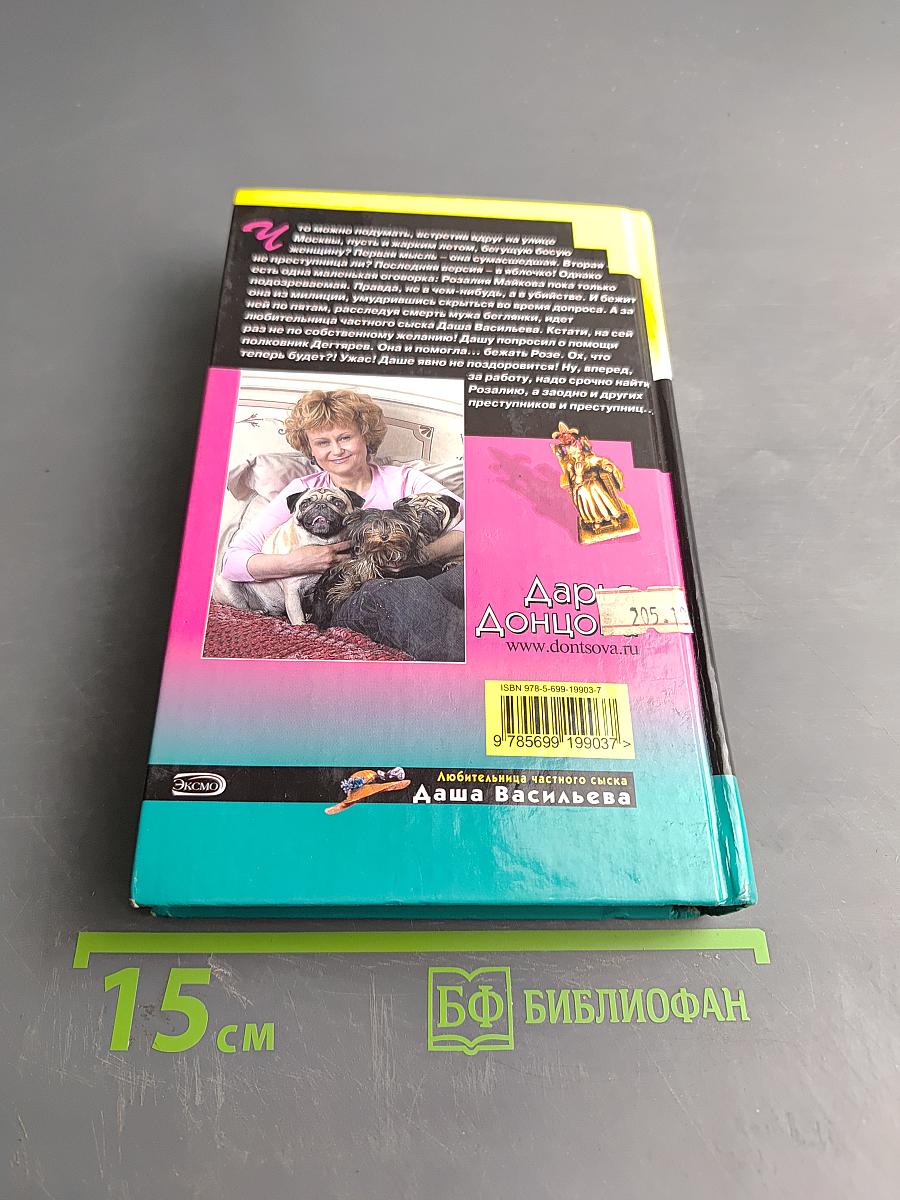 Что можно подумать, встретив вдруг на улице
Москвы, пусть и жарким летом, бегущую босую
женщину? Первая мысль – она сумасшедшая. Вторая –
не преступница ли? Последняя версия – в яблочко! Однако
есть одна маленькая оговорка: Розалия Майкова пока только
подозреваемая. Правда, не в чем-нибудь, а в убийстве. И бежит
она из милиции, умудрившись скрыться во время допроса. А за
ней по пятам, расследуя смерть мужа беглянки, идет
любительница частного сыска Даша Васильева. Кстати, на сей
раз не по собственному желанию! Дашу попросил о помощи
полковник Дегтярев. Она и помогла... бежать Розе. Ох, что
теперь будет?! Ужас! Даше явно не поздоровится! Ну, вперед,
за работу, надо срочно найти
Розалию, а заодно и других
преступников и преступниц...
Дарь
Донцо
205.1
www.dontsova.ru
ISBN 978-5-699-19903-7
9 785699 199037 >
ЭКСМО
Любительница частного сыска
Даша Васильева
15 см
БФ БИБЛИОФАН